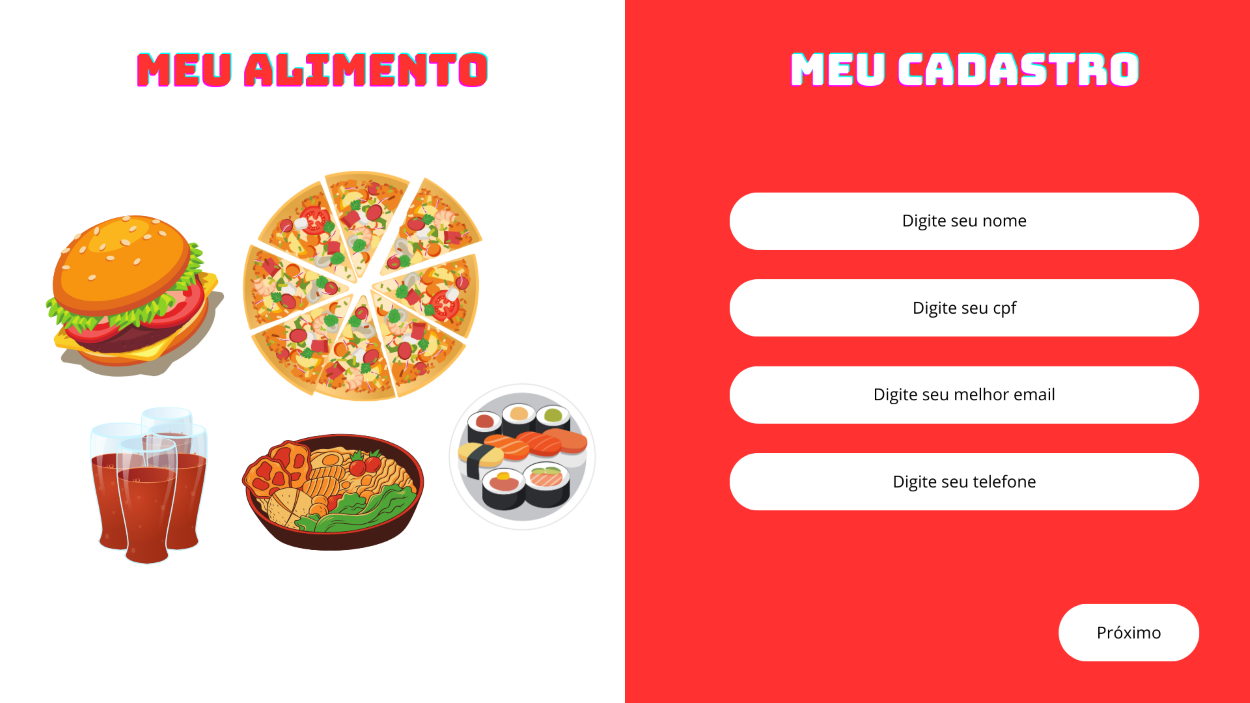 MEU ALIMENTO
MEU CADASTRO
Digite seu nome
Digite seu cpf
Digite seu melhor email
Digite seu telefone
Próximo